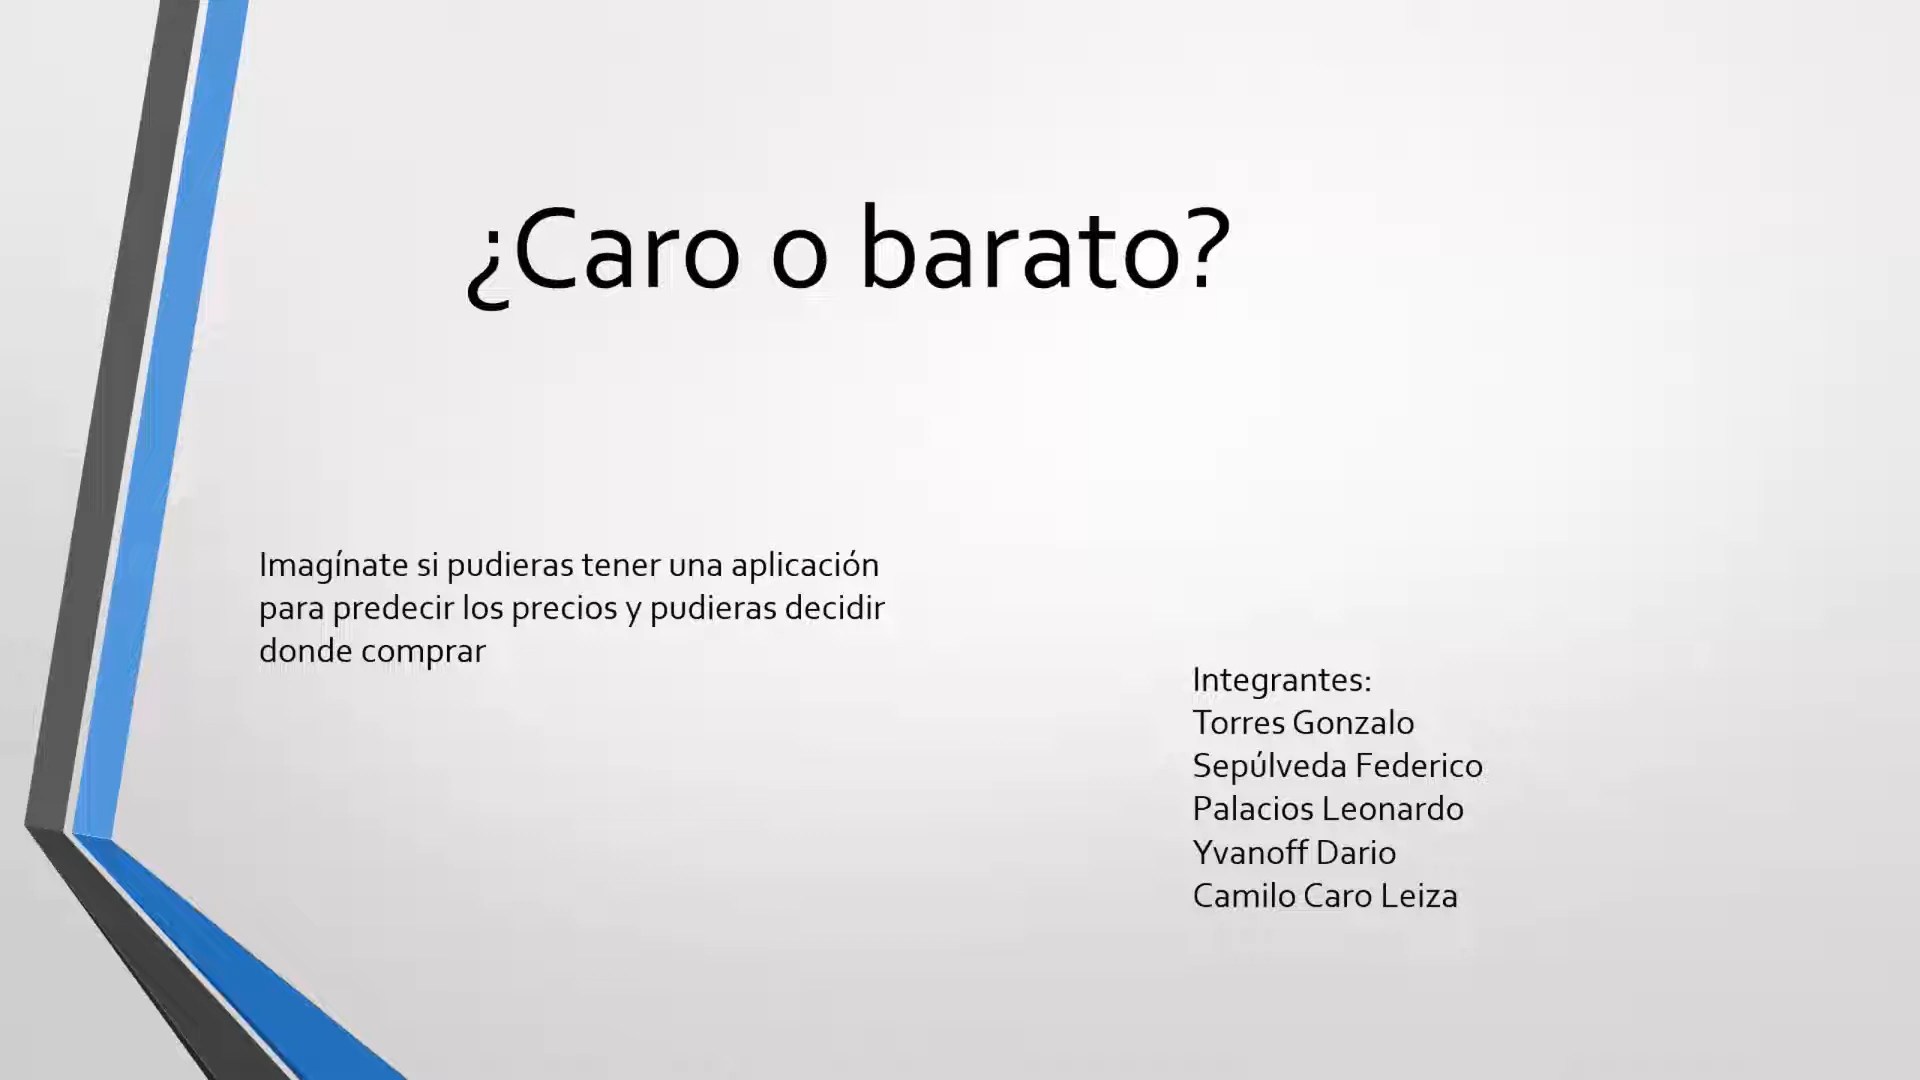 ¿Caro o barato?
Imagínate si pudieras tener una aplicación
para predecir los precios y pudieras decidir
donde comprar
Integrantes:
Torres Gonzalo
Sepúlveda Federico
Palacios Leonardo
Yvanoff Dario
Camilo Caro Leiza